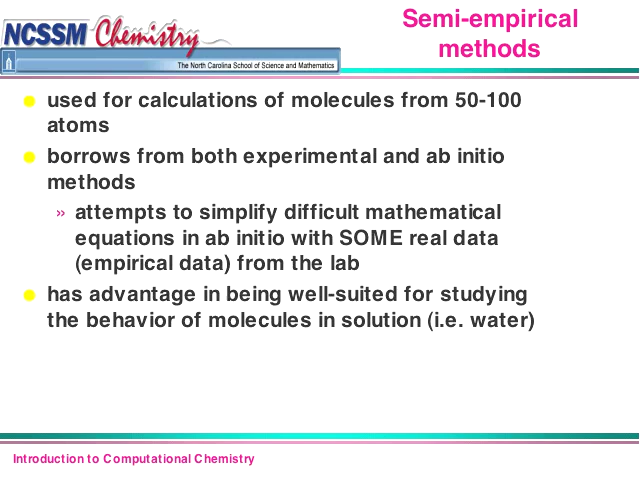 NCSSM Chemistry
The North Carolina School of Science and Mathematics
Semi-empirical
methods
used for calculations of molecules from 50-100
atoms
borrows from both experimental and ab initio
methods
» attempts to simplify difficult mathematical
equations in ab initio with SOME real data
(empirical data) from the lab
has advantage in being well-suited for studying
the behavior of molecules in solution (i.e. water)
Introduction to Computational Chemistry